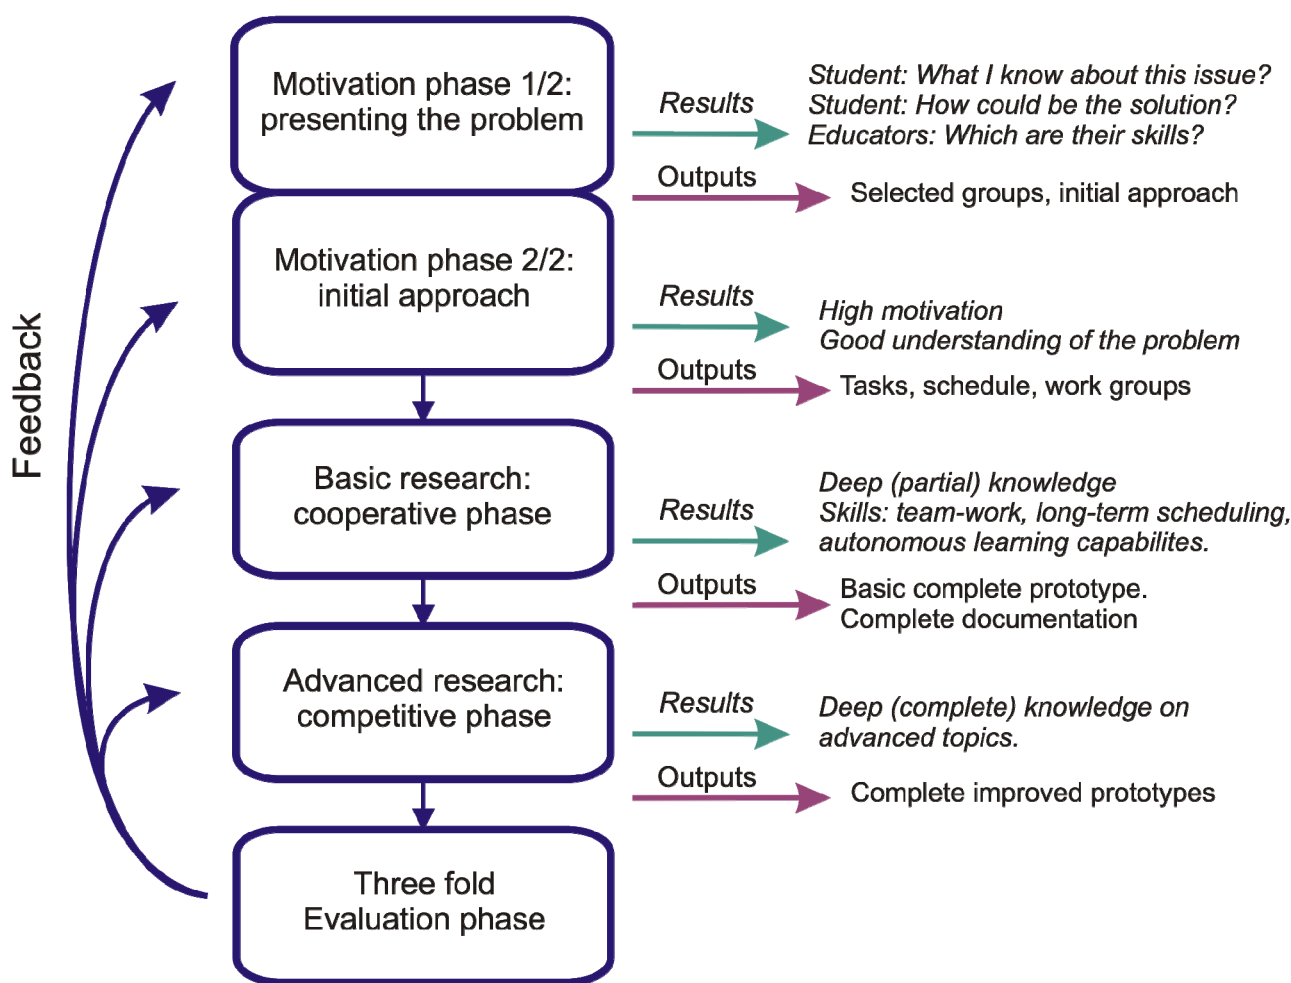 Motivation phase 1/2:
presenting the problem
Results
Student: What I know about this issue?
Student: How could be the solution?
Educators: Which are their skills?
Outputs
Selected groups, initial approach
Motivation phase 2/2:
initial approach
Results
High motivation
Good understanding of the problem
Outputs
Tasks, schedule, work groups
Feedback
Basic research:
cooperative phase
Results
Deep (partial) knowledge
Skills: team-work, long-term scheduling,
autonomous learning capabilites.
Outputs
Basic complete prototype.
Complete documentation
Advanced research:
competitive phase
Results
Deep (complete) knowledge on
advanced topics.
Outputs
Complete improved prototypes
Three fold
Evaluation phase